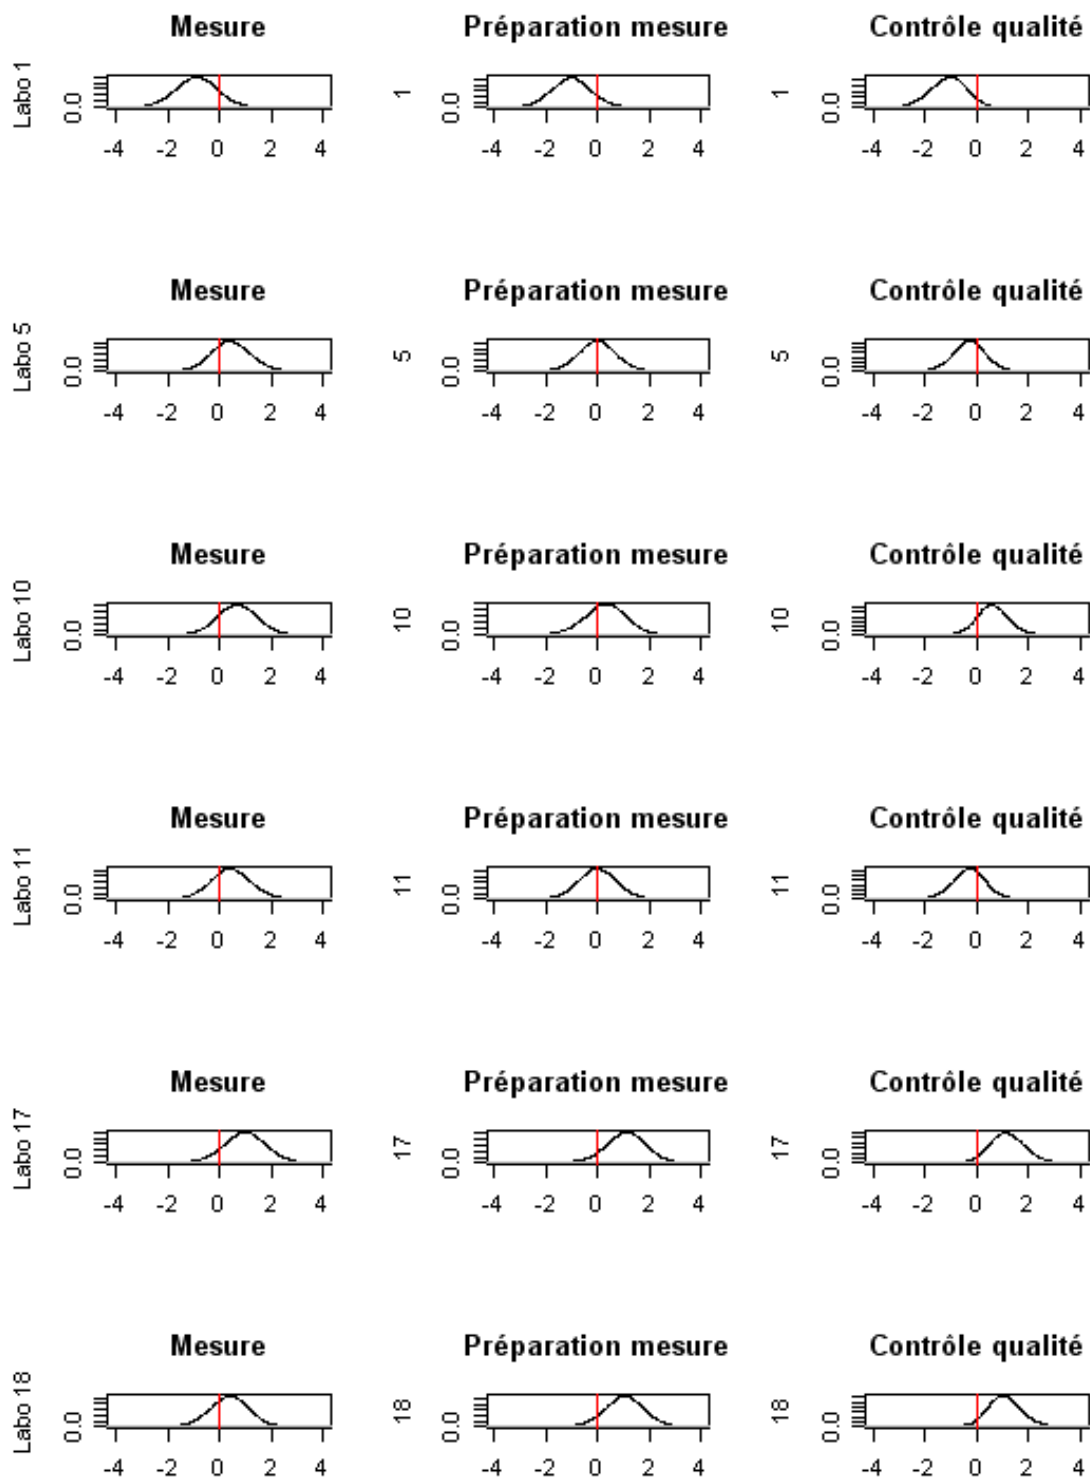 Mesure Préparation mesure Contrôle qualité
Labo 1 0.0 1 0.0 1 0.0
-4 -2 0 2 4 -4 -2 0 2 4 -4 -2 0 2 4
Mesure Préparation mesure Contrôle qualité
Labo 5 0.0 5 0.0 5 0.0
-4 -2 0 2 4 -4 -2 0 2 4 -4 -2 0 2 4
Mesure Préparation mesure Contrôle qualité
Labo 10 0.0 10 0.0 10 0.0
-4 -2 0 2 4 -4 -2 0 2 4 -4 -2 0 2 4
Mesure Préparation mesure Contrôle qualité
Labo 11 0.0 11 0.0 11 0.0
-4 -2 0 2 4 -4 -2 0 2 4 -4 -2 0 2 4
Mesure Préparation mesure Contrôle qualité
Labo 17 0.0 17 0.0 17 0.0
-4 -2 0 2 4 -4 -2 0 2 4 -4 -2 0 2 4
Mesure Préparation mesure Contrôle qualité
Labo 18 0.0 18 0.0 18 0.0
-4 -2 0 2 4 -4 -2 0 2 4 -4 -2 0 2 4